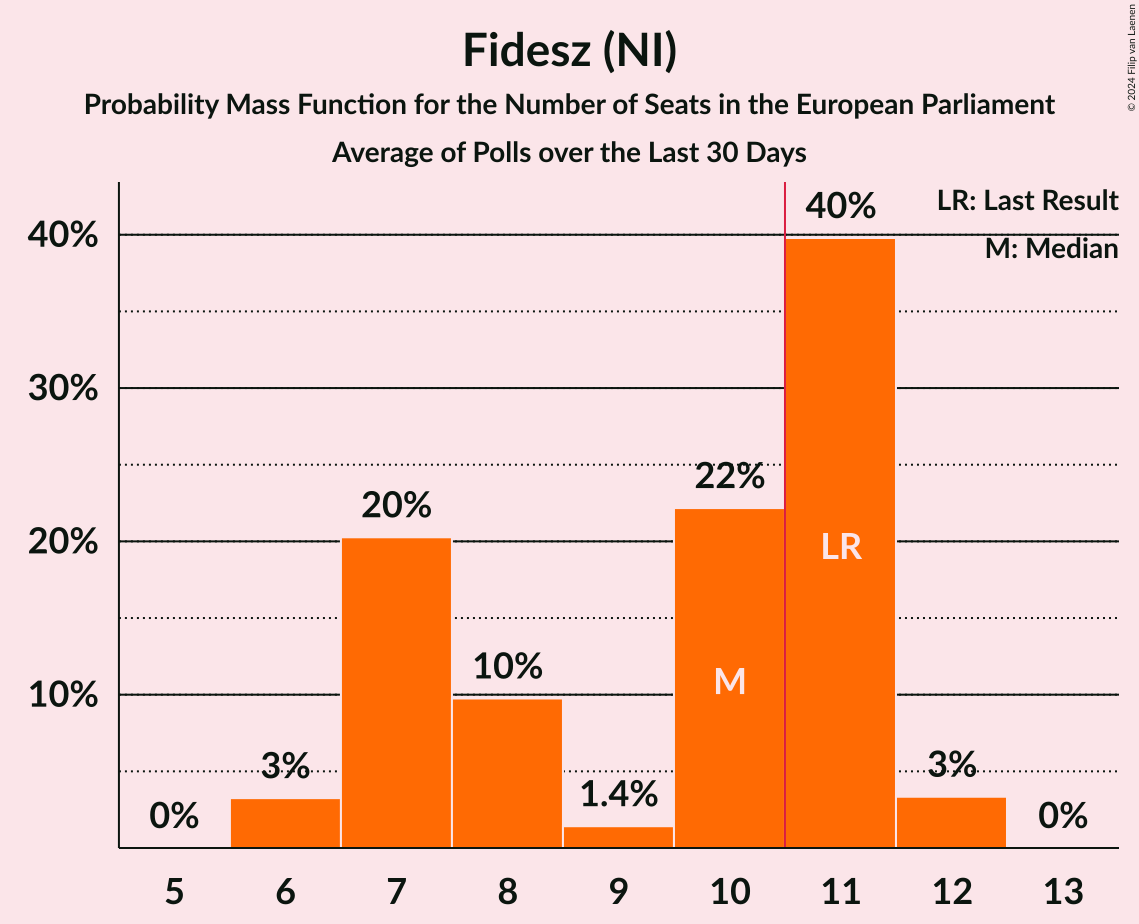 Fidesz (NI)
Probability Mass Function for the Number of Seats in the European Parliament
Average of Polls over the Last 30 Days
© 2024 Filip van Laenen
LR: Last Result
M: Median
40%
30%
20%
10%
0%
3%
20%
10%
1.4%
22%
40%
3%
0%
M
LR
5 6 7 8 9 10 11 12 13